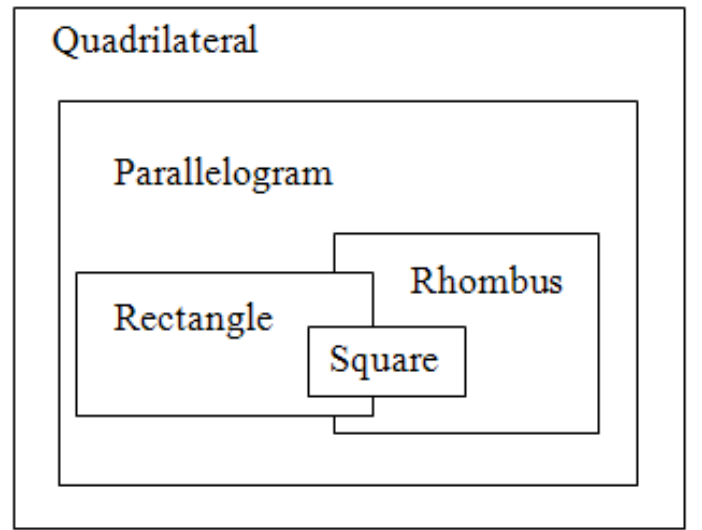 Quadrilateral
Parallelogram
Rhombus
Rectangle
Square